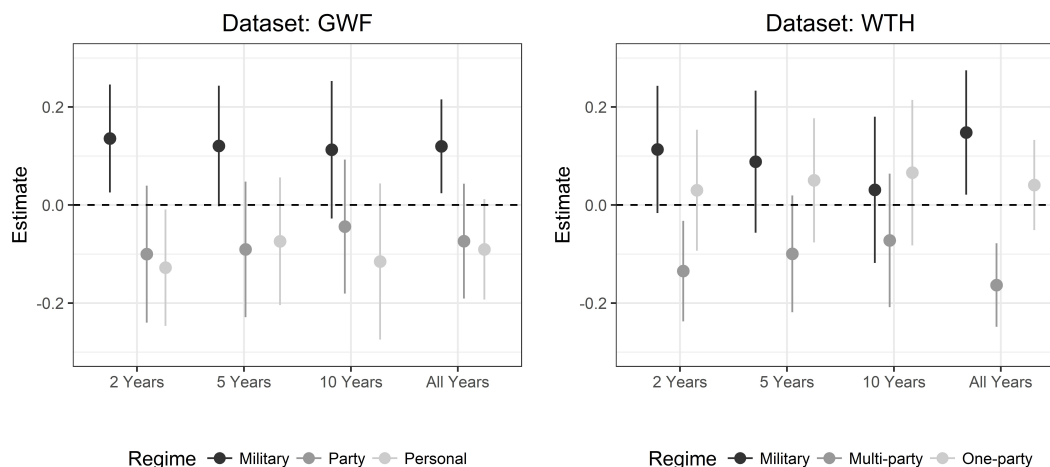 Dataset: GWF
Estimate
0.2
0.0
-0.2
2 Years 5 Years 10 Years All Years
Regime Military Party Personal
Dataset: WTH
Estimate
0.2
0.0
-0.2
2 Years 5 Years 10 Years All Years
Regime Military Multi-party One-party